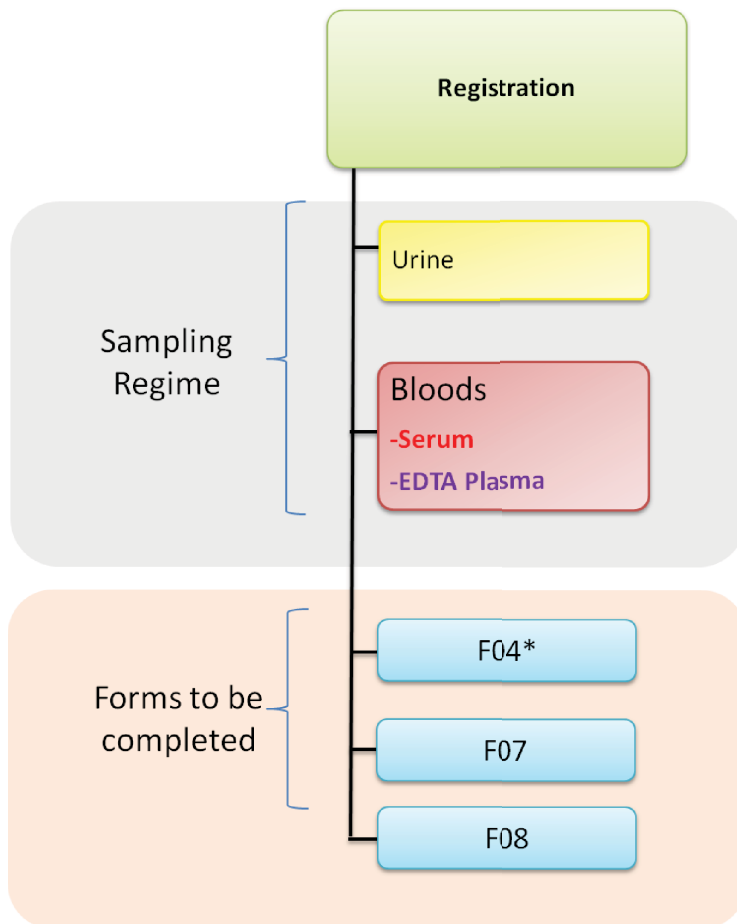 Registration
Sampling
Regime
Urine
Bloods
-Serum
-EDTA Plasma
Forms to be
completed
F04*
F07
F08